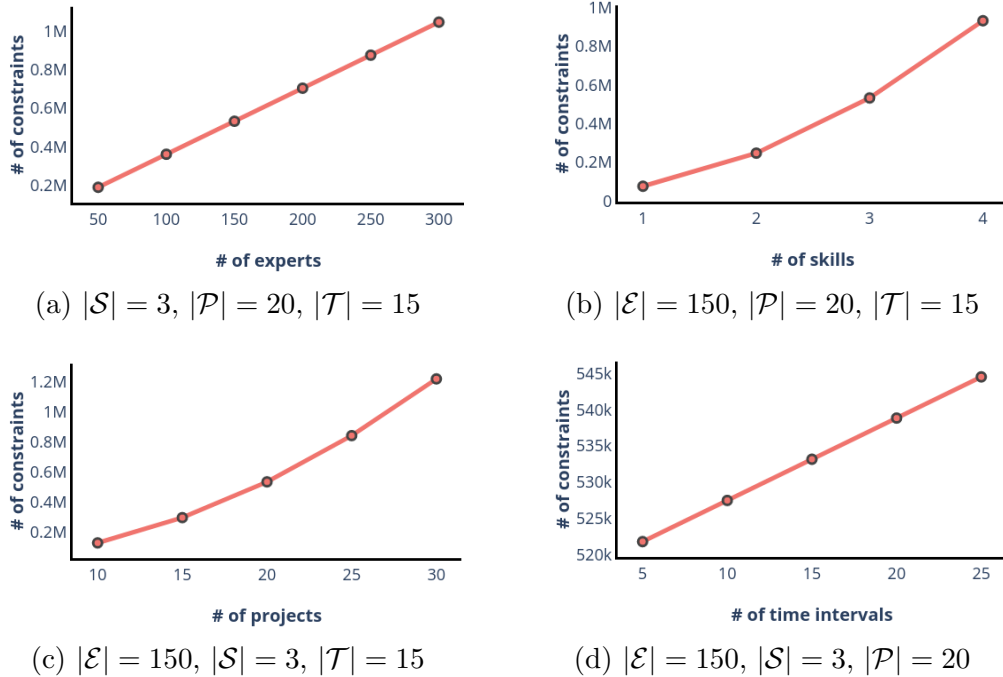 # of constraints
1M
0.8M
0.6M
0.4M
0.2M
50 100 150 200 250 300
# of experts
(a) |𝒮| = 3, |𝒫| = 20, |𝒯| = 15
# of constraints
1M
0.8M
0.6M
0.4M
0.2M
0
1 2 3 4
# of skills
(b) |ℰ| = 150, |𝒫| = 20, |𝒯| = 15
# of constraints
1.2M
1M
0.8M
0.6M
0.4M
0.2M
10 15 20 25 30
# of projects
(c) |ℰ| = 150, |𝒮| = 3, |𝒯| = 15
# of constraints
545k
540k
535k
530k
525k
520k
5 10 15 20 25
# of time intervals
(d) |ℰ| = 150, |𝒮| = 3, |𝒫| = 20